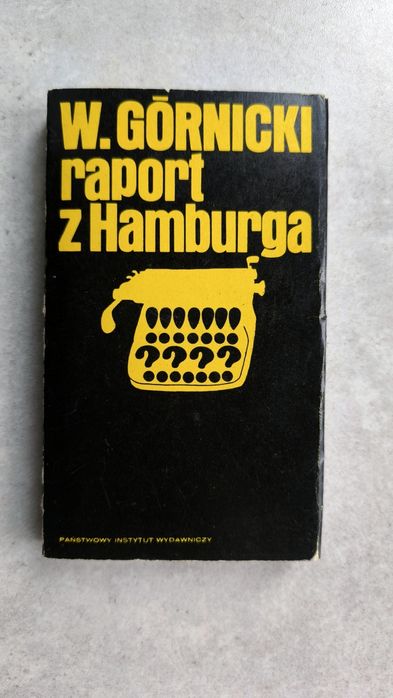 W. GÓRNICKI
raport
z Hamburga
! ! ! ! ! ! !
? ? ? ?
PAŃSTWOWY INSTYTUT WYDAWNICZY